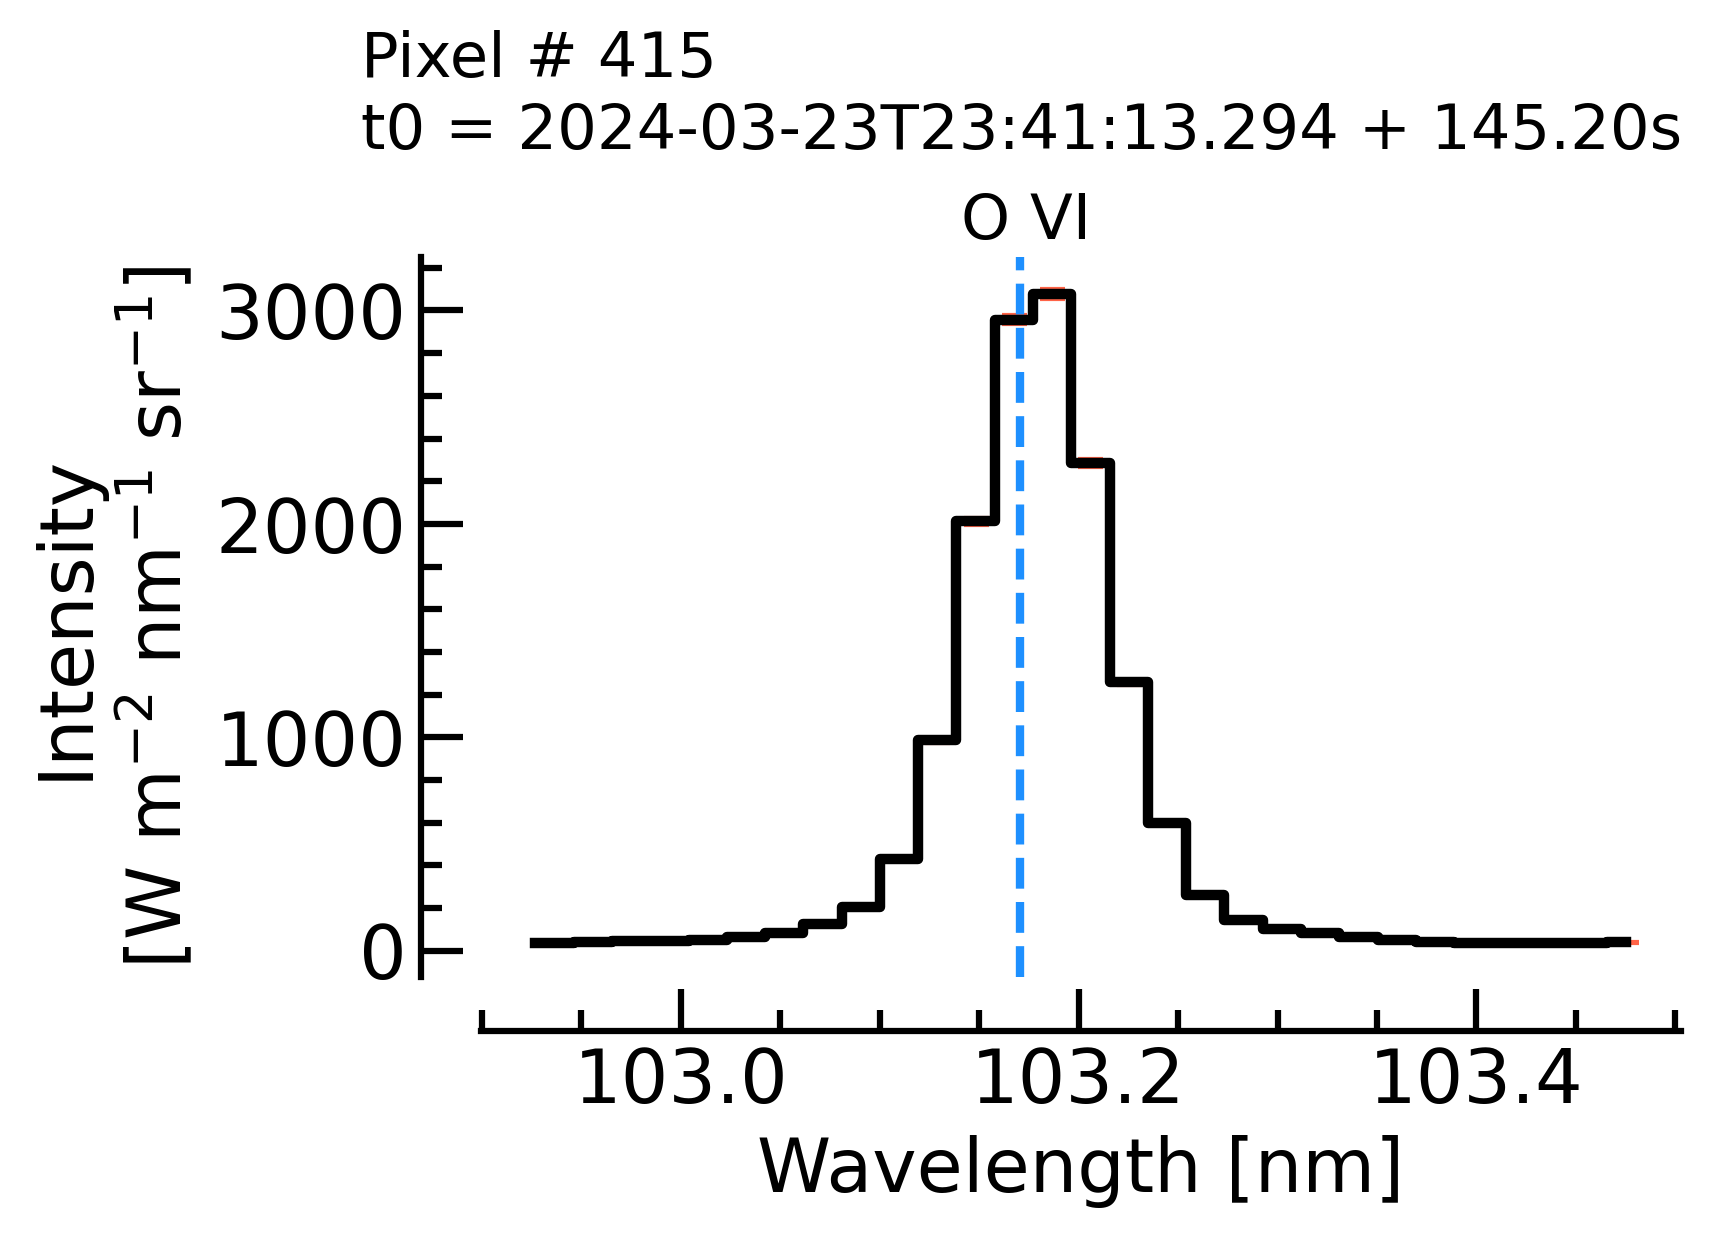 Pixel # 415
t0 = 2024-03-23T23:41:13.294 + 145.20s
O VI
Intensity
[W m⁻² nm⁻¹ sr⁻¹]
3000
2000
1000
0
103.0 103.2 103.4
Wavelength [nm]